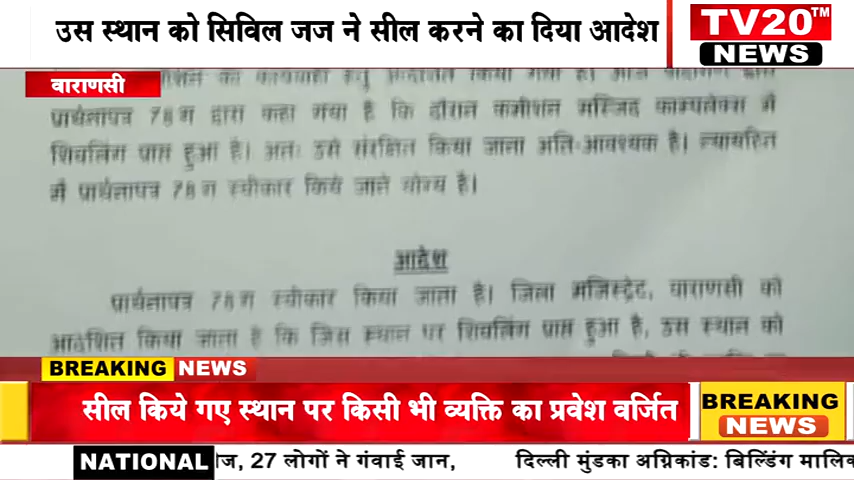 उस स्थान को सिविल जज ने सील करने का दिया आदेश
TV20™
NEWS
वाराणसी
किया गया है।
प्रार्थनापत्र 78ग द्वारा कहा गया है कि दौरान कमीशन मस्जिद काम्पलेक्स में
शिवलिंग प्राप्त हुआ है। अतः उसे संरक्षित किया जाना अति-आवश्यक है। न्यायहित
में प्रार्थनापत्र 78ग स्वीकार किये जाने योग्य है।
आदेश
प्रार्थनापत्र 78ग स्वीकार किया जाता है। जिला मजिस्ट्रेट, वाराणसी को
आदेशित किया जाता है कि जिस स्थान पर शिवलिंग प्राप्त हुआ है, उस स्थान को
BREAKING NEWS
सील किये गए स्थान पर किसी भी व्यक्ति का प्रवेश वर्जित
BREAKING
NEWS
NATIONAL
27 लोगों ने गंवाई जान, दिल्ली मुंडका अग्निकांड: बिल्डिंग मालिक